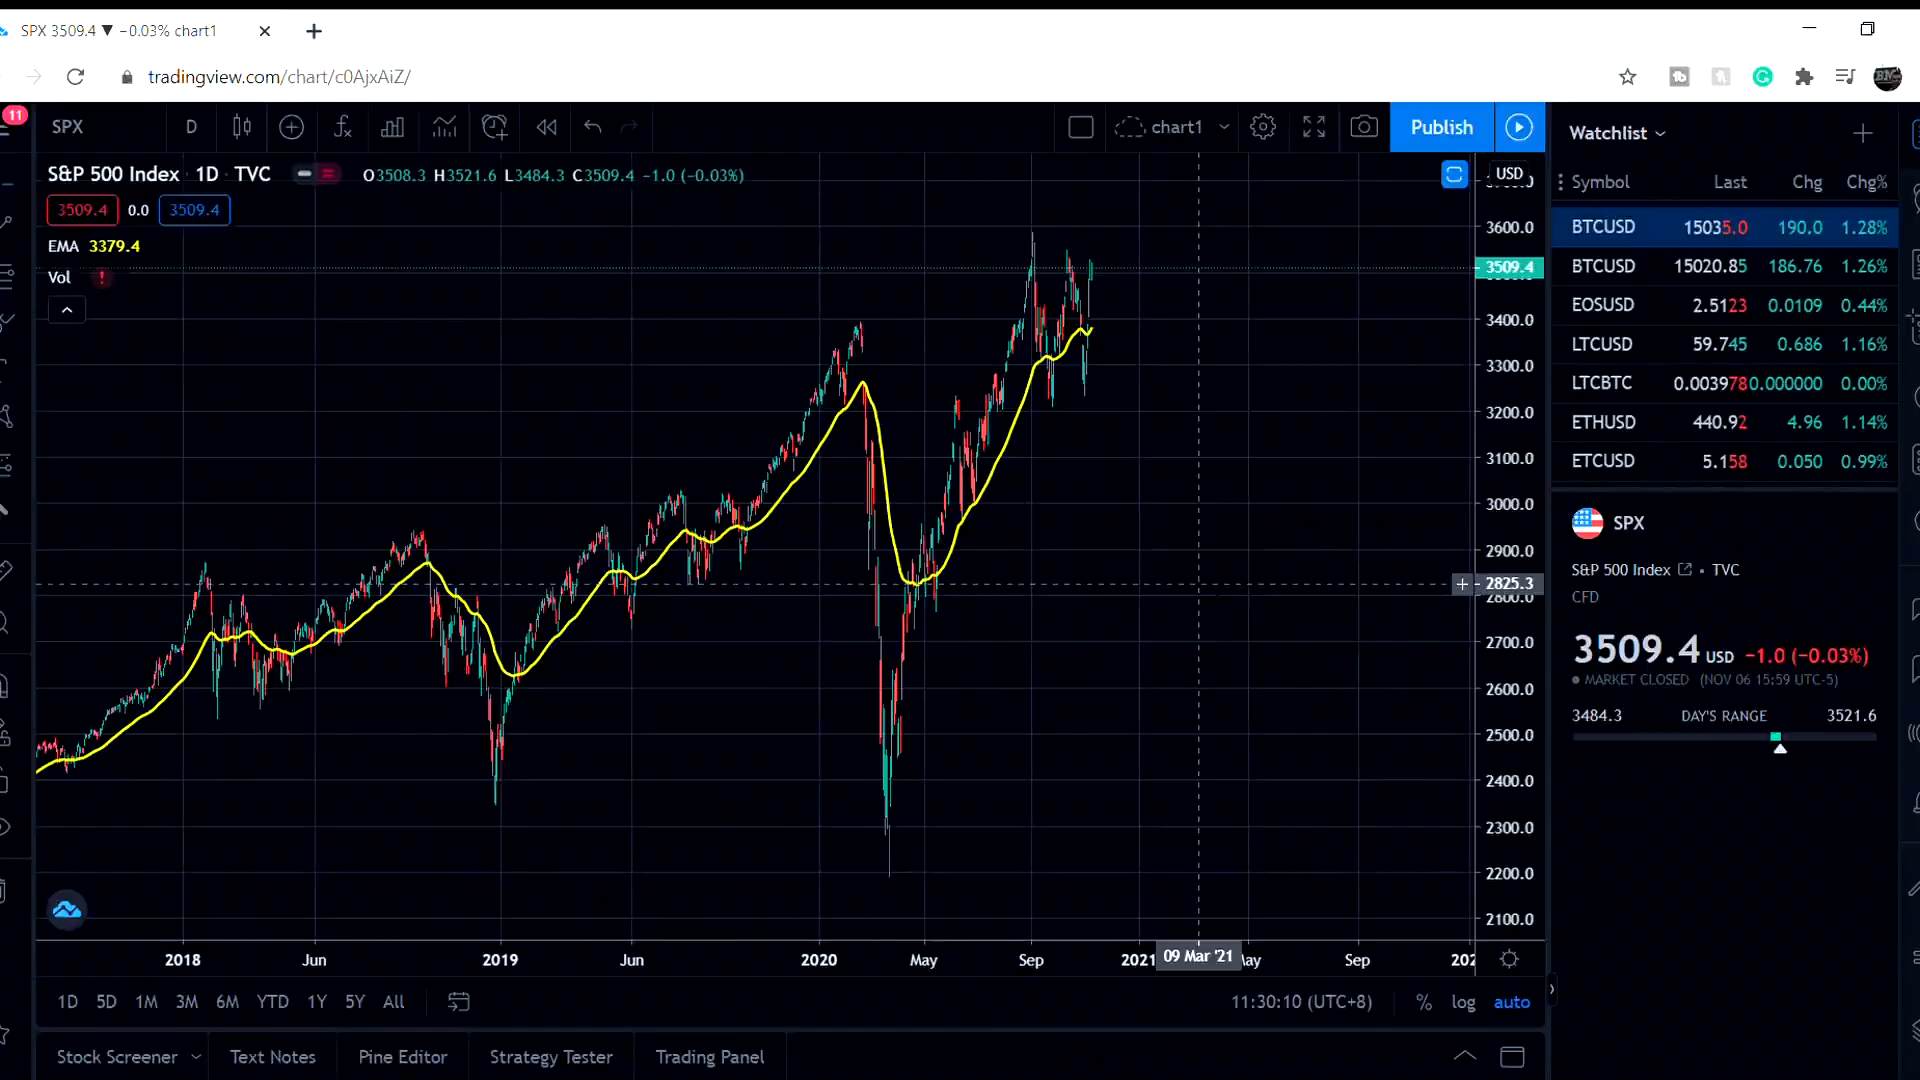 SPX 3509.4 ▼ −0.03% chart1
tradingview.com/chart/c0AjxAiZ/
11
SPX D chart1 Publish
S&P 500 Index 1D TVC O3508.3 H3521.6 L3484.3 C3509.4 −1.0 (−0.03%)
3509.4 0.0 3509.4
EMA 3379.4
Vol !
USD
3600.0
3509.4
3400.0
3300.0
3200.0
3100.0
3000.0
2900.0
2825.3
2800.0
2700.0
2600.0
2500.0
2400.0
2300.0
2200.0
2100.0
2018 Jun 2019 Jun 2020 May Sep 2021 09 Mar '21 Sep
1D 5D 1M 3M 6M YTD 1Y 5Y All 11:30:10 (UTC+8) % log auto
Stock Screener Text Notes Pine Editor Strategy Tester Trading Panel
Watchlist
Symbol Last Chg Chg%
BTCUSD 15035.0 190.0 1.28%
BTCUSD 15020.85 186.76 1.26%
EOSUSD 2.5123 0.0109 0.44%
LTCUSD 59.745 0.686 1.16%
LTCBTC 0.003978 0.000000 0.00%
ETHUSD 440.92 4.96 1.14%
ETCUSD 5.158 0.050 0.99%
SPX
S&P 500 Index • TVC
CFD
3509.4 USD −1.0 (−0.03%)
MARKET CLOSED (NOV 06 15:59 UTC-5)
3484.3 DAY'S RANGE 3521.6